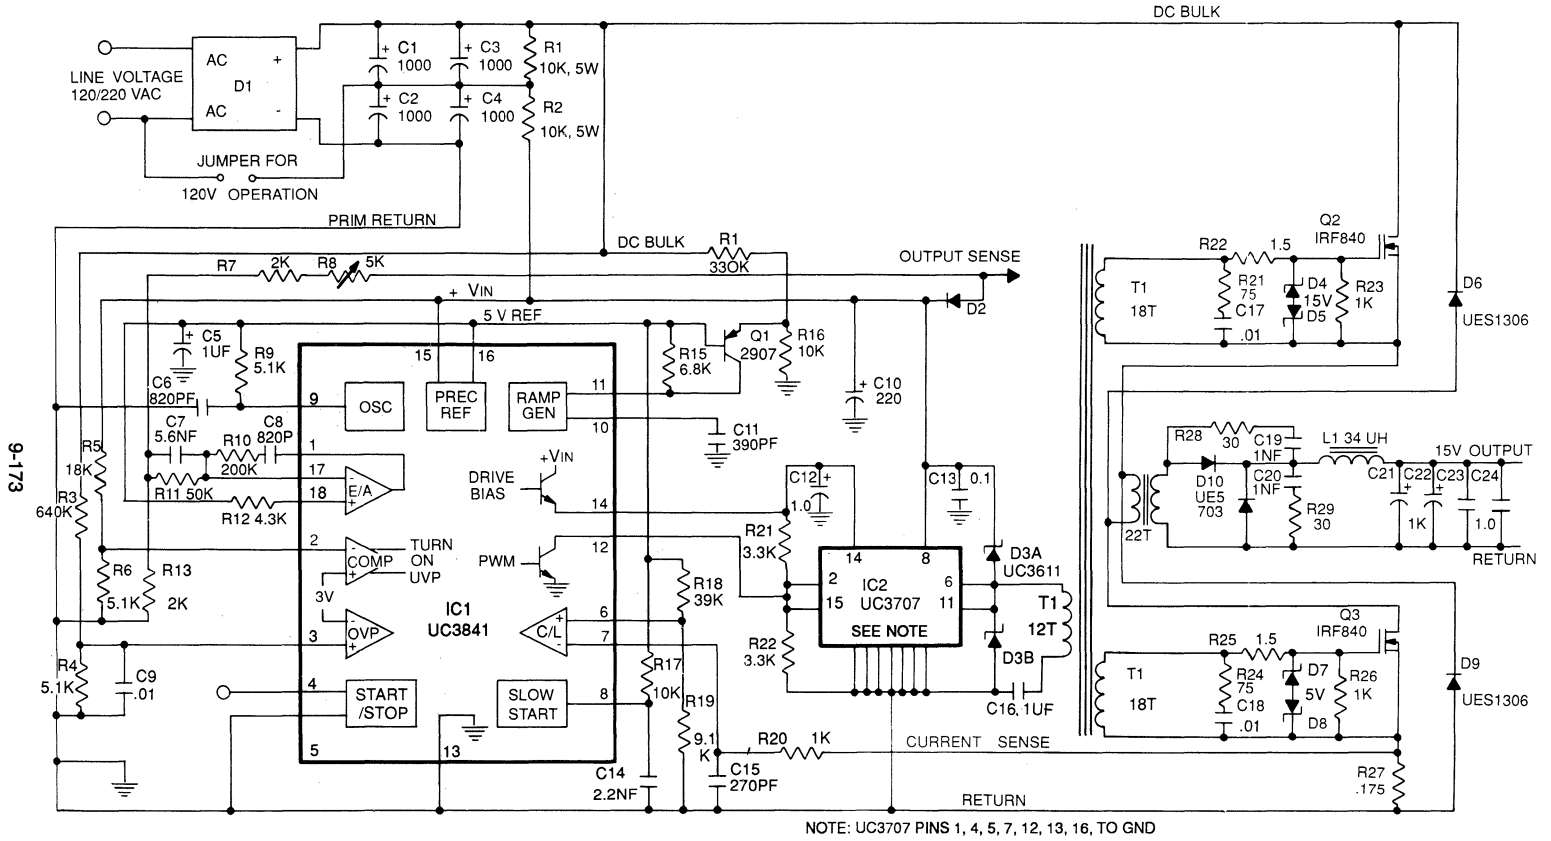 DC BULK
LINE VOLTAGE
120/220 VAC
AC
AC
+
-
D1
+ C1
1000
+ C3
1000
R1
10K, 5W
+ C2
1000
+ C4
1000
R2
10K, 5W
JUMPER FOR
120V OPERATION
PRIM RETURN
DC BULK
R1
330K
R7
2K
R8
5K
OUTPUT SENSE
+ VIN
D2
5 V REF
+ C5
1UF
R9
5.1K
15
16
R15
6.8K
Q1
2907
R16
10K
+ C10
220
C6
820PF
9
OSC
PREC
REF
RAMP
GEN
11
10
C11
390PF
C7
5.6NF
R10
200K
C8
820P
1
17
18
-
E/A
+
R11 50K
R12 4.3K
R5
18K
R3
640K
+VIN
DRIVE
BIAS
14
12
PWM
2
-
COMP
+
TURN
ON
UVP
3V
R6
5.1K
R13
2K
IC1
UC3841
3
-
OVP
+
+
C/L
-
6
7
R4
5.1K
C9
.01
4
START
/STOP
SLOW
START
8
5
13
R18
39K
R17
10K
R19
9.1
K
C14
2.2NF
C15
270PF
R20 1K
CURRENT SENSE
RETURN
C12 +
1.0
C13
0.1
R21
3.3K
R22
3.3K
14
8
2
15
6
11
IC2
UC3707
SEE NOTE
D3A
UC3611
D3B
T1
12T
C16 .1UF
T1
18T
R22 1.5
R21
75
C17
.01
D4
15V
D5
R23
1K
Q2
IRF840
D6
UES1306
R28
30
C19
1NF
L1 34 UH
15V OUTPUT
22T
D10
UE5
703
C20
1NF
R29
30
C21
+
C22
+
C23
C24
1K
1.0
RETURN
T1
18T
R25 1.5
R24
75
C18
.01
D7
5V
D8
R26
1K
Q3
IRF840
D9
UES1306
R27
.175
NOTE: UC3707 PINS 1, 4, 5, 7, 12, 13, 16, TO GND
9-173